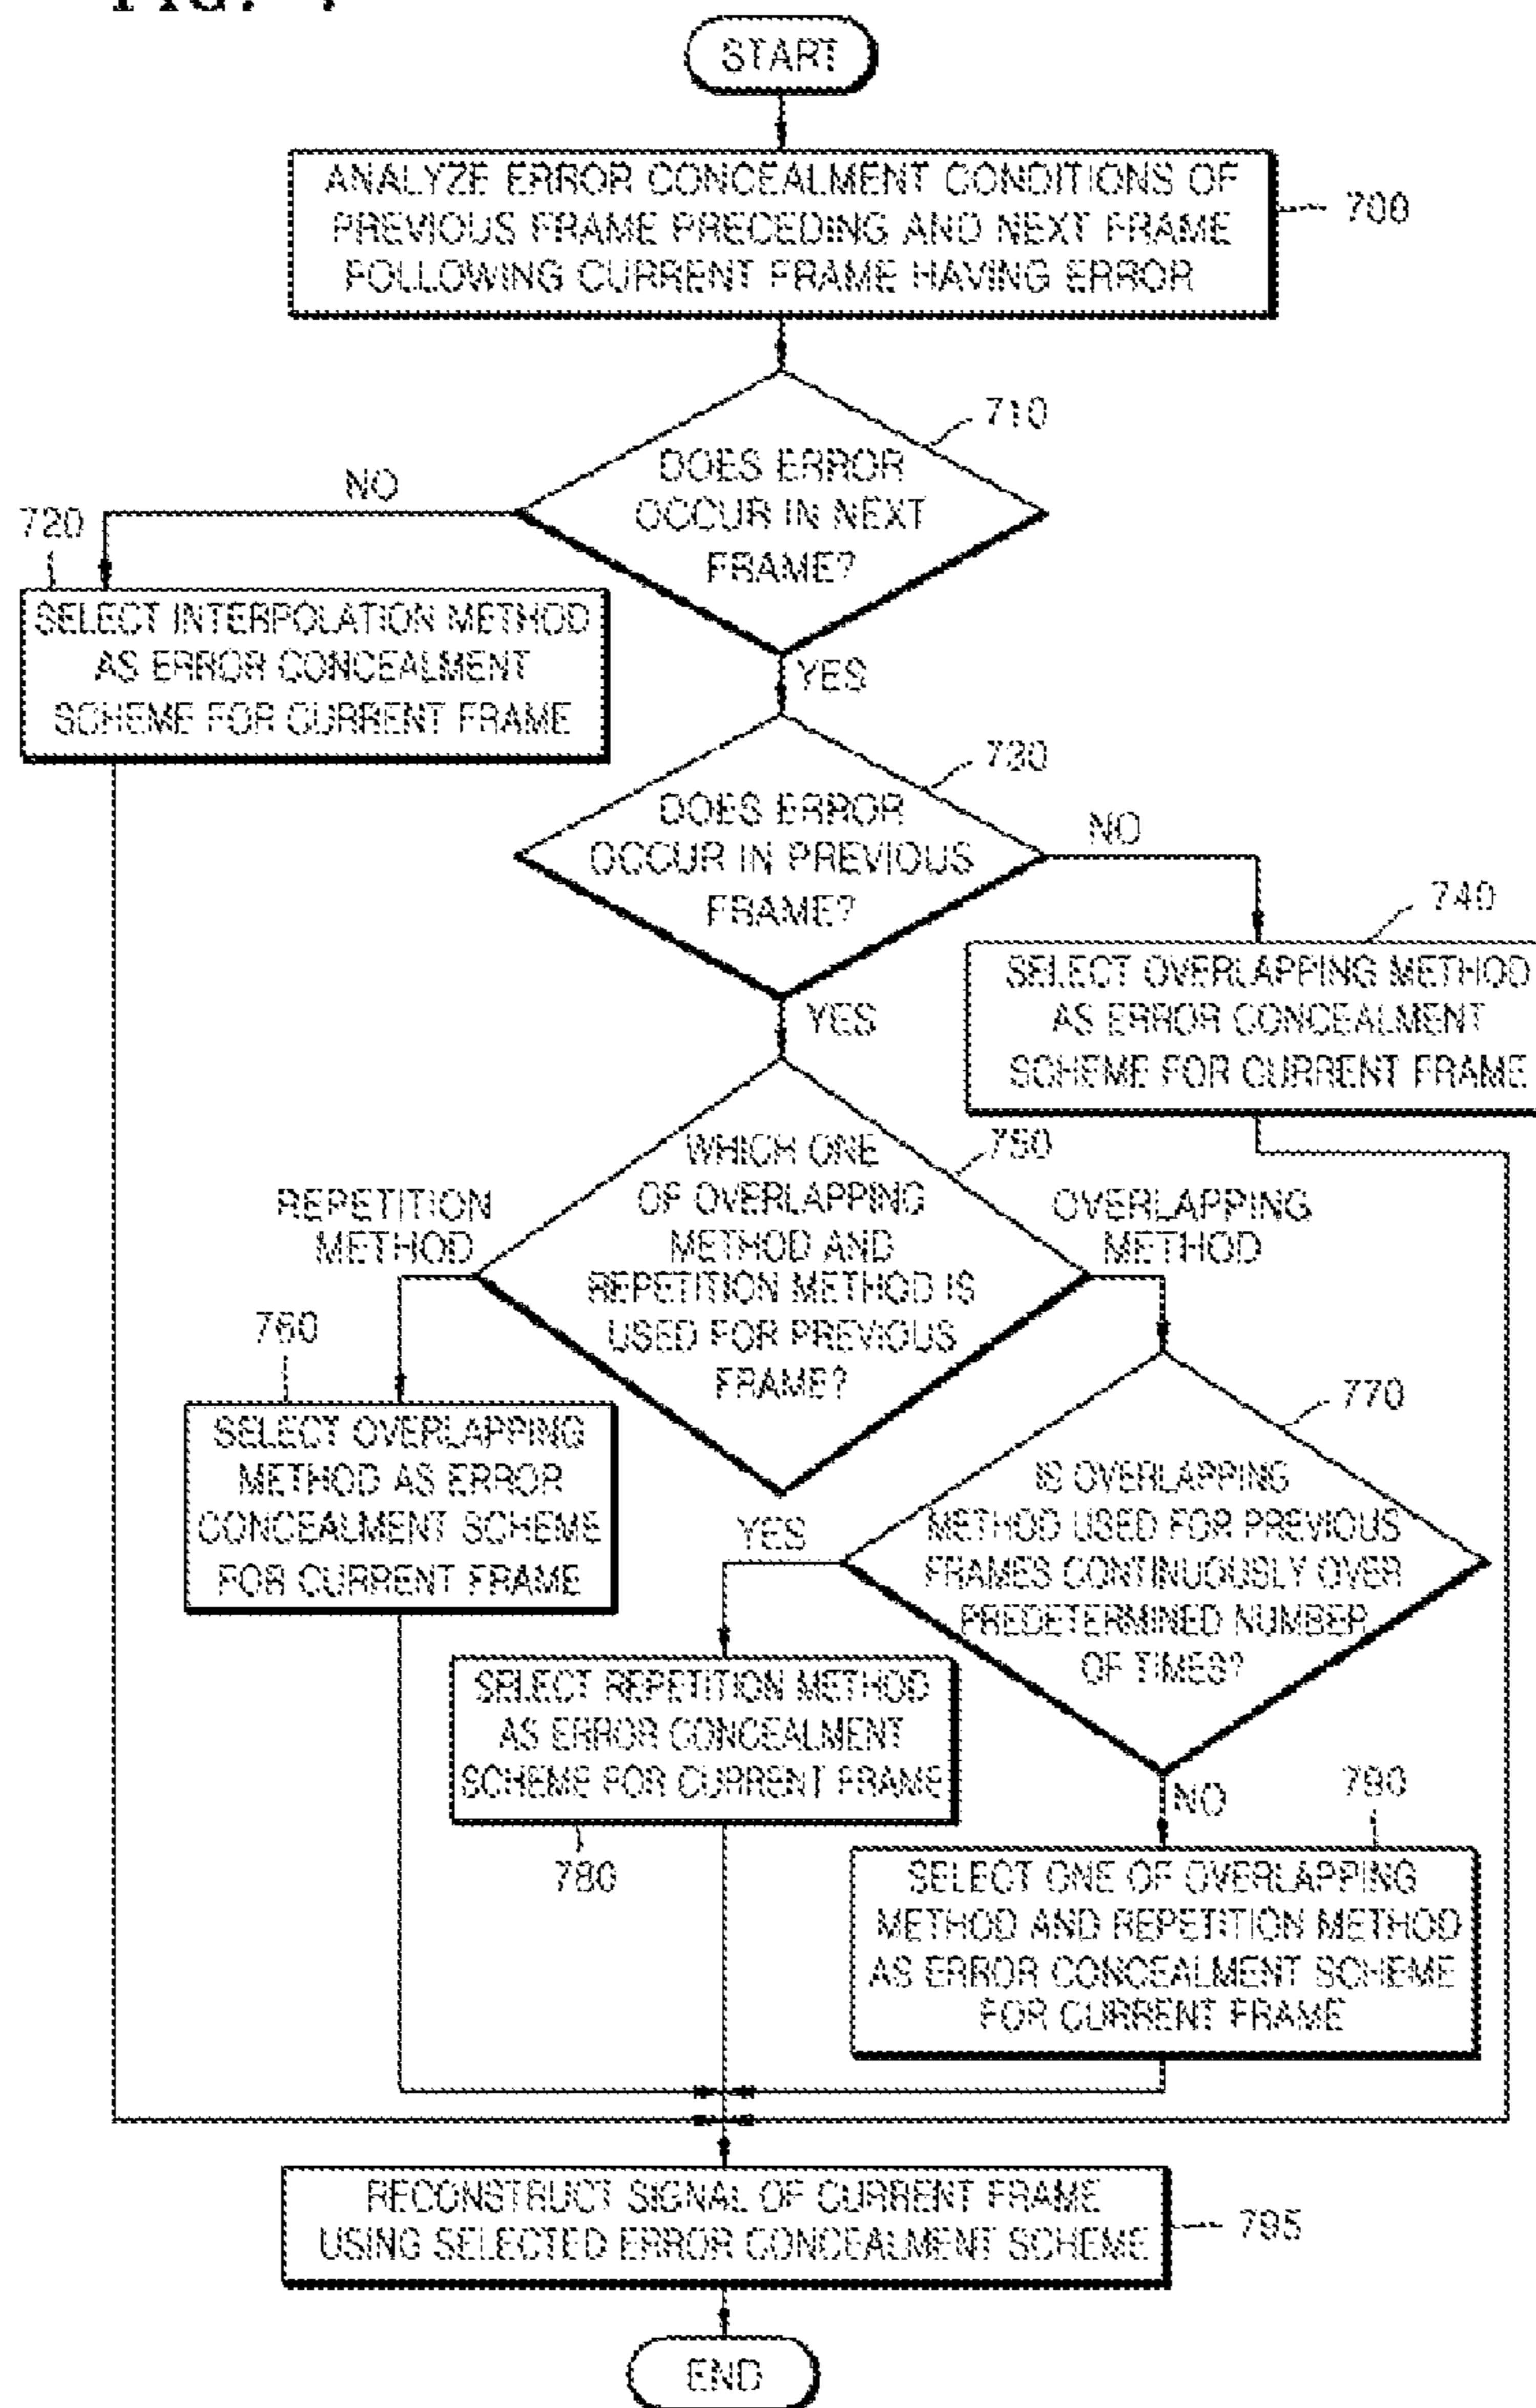 START
ANALYZE ERROR CONCEALMENT CONDITIONS OF
PREVIOUS FRAME PRECEDING AND NEXT FRAME
FOLLOWING CURRENT FRAME HAVING ERROR
700
710
DOES ERROR
OCCUR IN NEXT
FRAME?
NO
720
SELECT INTERPOLATION METHOD
AS ERROR CONCEALMENT
SCHEME FOR CURRENT FRAME
YES
730
DOES ERROR
OCCUR IN PREVIOUS
FRAME?
NO
740
SELECT OVERLAPPING METHOD
AS ERROR CONCEALMENT
SCHEME FOR CURRENT FRAME
YES
750
WHICH ONE
OF OVERLAPPING
METHOD AND
REPETITION METHOD IS
USED FOR PREVIOUS
FRAME?
REPETITION
METHOD
OVERLAPPING
METHOD
760
SELECT OVERLAPPING
METHOD AS ERROR
CONCEALMENT SCHEME
FOR CURRENT FRAME
770
IS OVERLAPPING
METHOD USED FOR PREVIOUS
FRAMES CONTINUOUSLY OVER
PREDETERMINED NUMBER
OF TIMES?
YES
SELECT REPETITION METHOD
AS ERROR CONCEALMENT
SCHEME FOR CURRENT FRAME
780
NO
790
SELECT ONE OF OVERLAPPING
METHOD AND REPETITION METHOD
AS ERROR CONCEALMENT SCHEME
FOR CURRENT FRAME
RECONSTRUCT SIGNAL OF CURRENT FRAME
USING SELECTED ERROR CONCEALMENT SCHEME
795
END